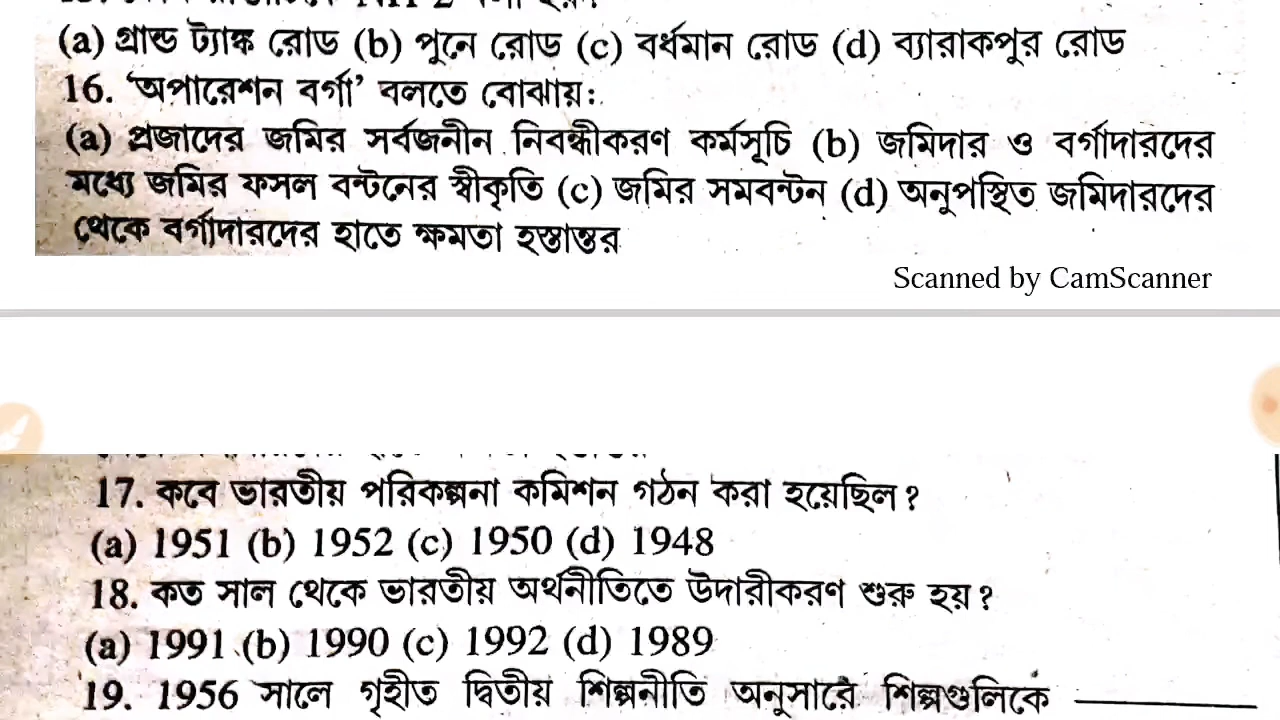 (a) গ্রান্ড ট্যাঙ্ক রোড (b) পুনে রোড (c) বর্ধমান রোড (d) ব্যারাকপুর রোড
16. ‘অপারেশন বর্গা’ বলতে বোঝায়:
(a) প্রজাদের জমির সর্বজনীন নিবন্ধীকরণ কর্মসূচি (b) জমিদার ও বর্গাদারদের
মধ্যে জমির ফসল বন্টনের স্বীকৃতি (c) জমির সমবন্টন (d) অনুপস্থিত জমিদারদের
থেকে বর্গাদারদের হাতে ক্ষমতা হস্তান্তর
Scanned by CamScanner
17. কবে ভারতীয় পরিকল্পনা কমিশন গঠন করা হয়েছিল?
(a) 1951 (b) 1952 (c) 1950 (d) 1948
18. কত সাল থেকে ভারতীয় অর্থনীতিতে উদারীকরণ শুরু হয়?
(a) 1991 (b) 1990 (c) 1992 (d) 1989
19. 1956 সালে গৃহীত দ্বিতীয় শিল্পনীতি অনুসারে শিল্পগুলিকে ______